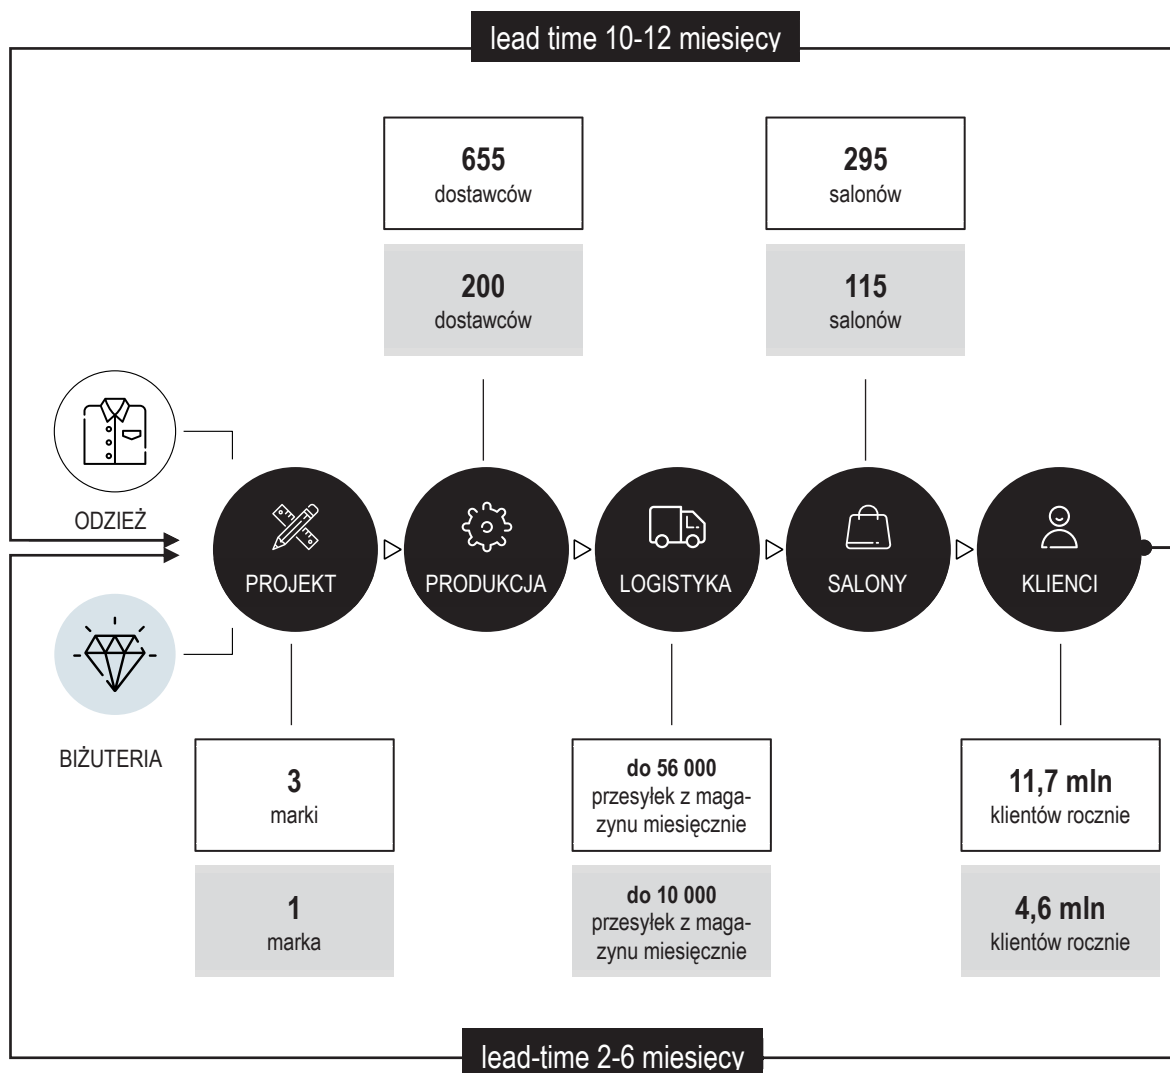 lead time 10-12 miesięcy
655
dostawców
295
salonów
200
dostawców
115
salonów
ODZIEŻ
PROJEKT
PRODUKCJA
LOGISTYKA
SALONY
KLIENCI
BIŻUTERIA
3
marki
do 56 000
przesyłek z maga-
zynu miesięcznie
11,7 mln
klientów rocznie
1
marka
do 10 000
przesyłek z maga-
zynu miesięcznie
4,6 mln
klientów rocznie
lead-time 2-6 miesięcy